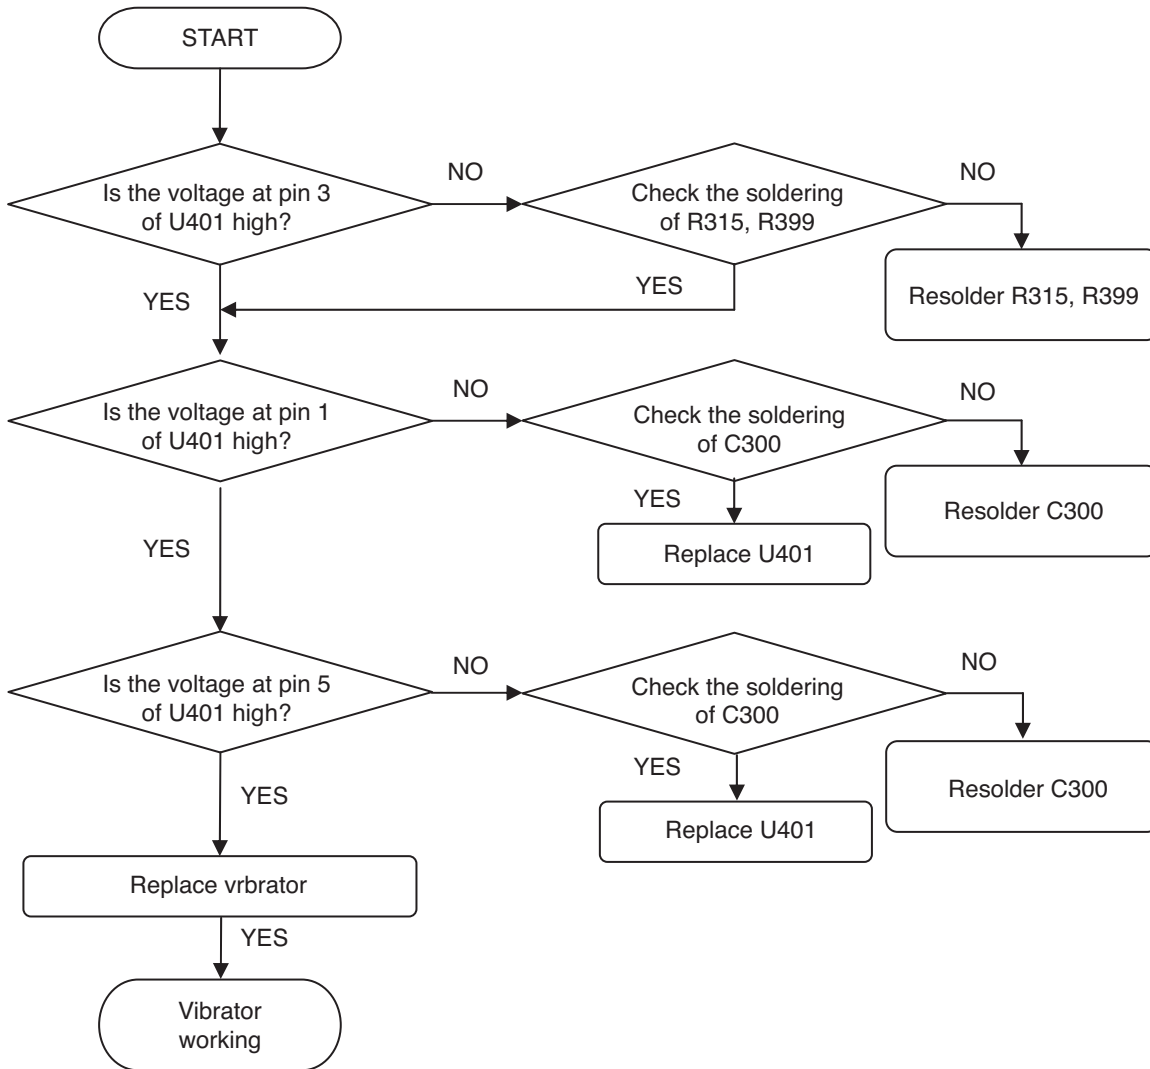 START
Is the voltage at pin 3
of U401 high?
NO
Check the soldering
of R315, R399
NO
Resolder R315, R399
YES
YES
Is the voltage at pin 1
of U401 high?
NO
Check the soldering
of C300
NO
Resolder C300
YES
Replace U401
YES
Is the voltage at pin 5
of U401 high?
NO
Check the soldering
of C300
NO
Resolder C300
YES
Replace U401
YES
Replace vrbrator
YES
Vibrator
working